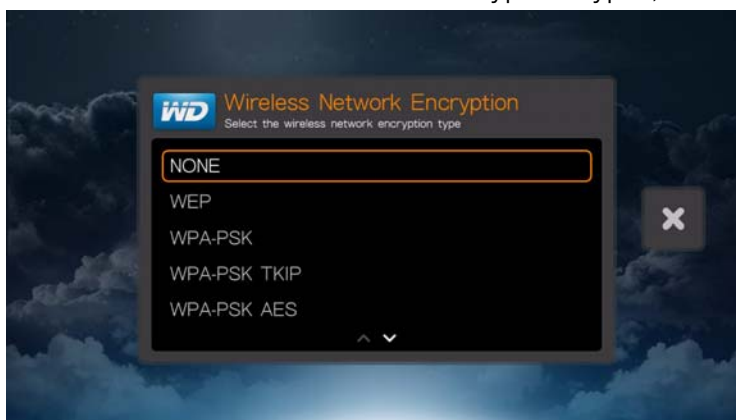 WD Wireless Network Encryption
Select the wireless network encryption type
NONE
WEP
WPA-PSK
WPA-PSK TKIP
WPA-PSK AES